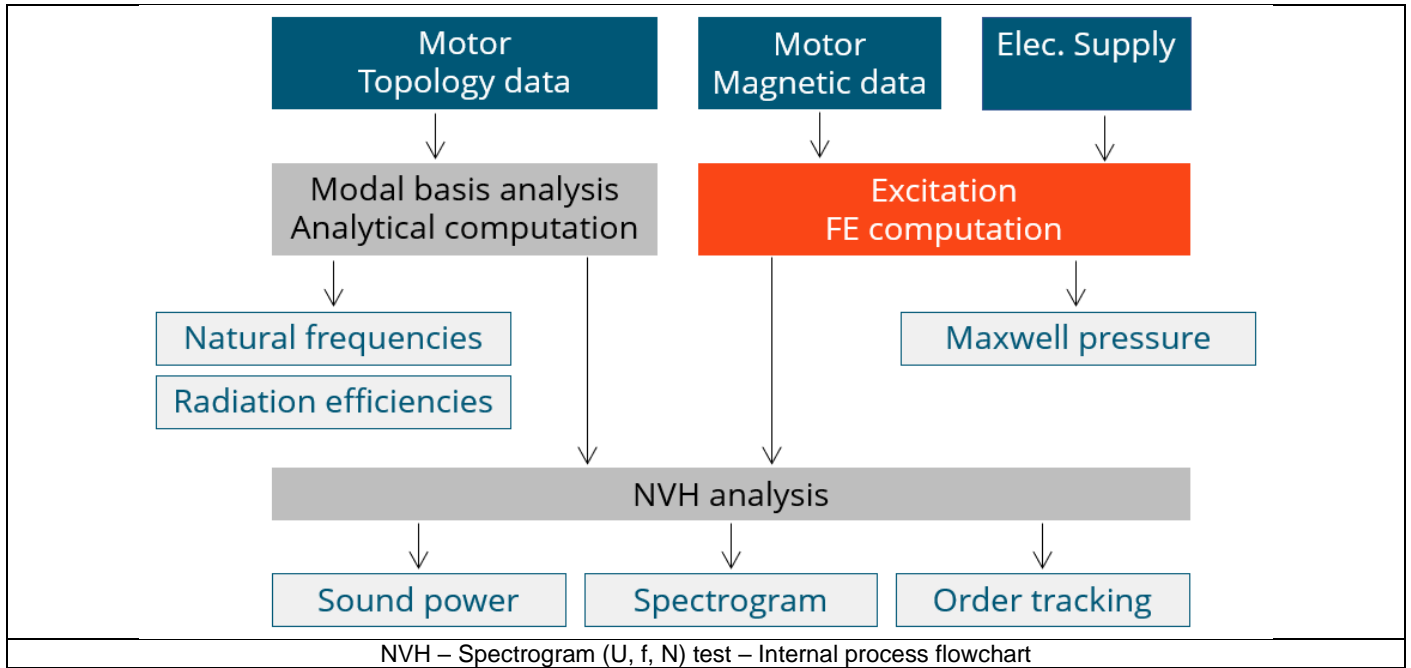 Motor
Topology data
Motor
Magnetic data
Elec. Supply
Modal basis analysis
Analytical computation
Excitation
FE computation
Natural frequencies
Radiation efficiencies
Maxwell pressure
NVH analysis
Sound power
Spectrogram
Order tracking
NVH – Spectrogram (U, f, N) test – Internal process flowchart